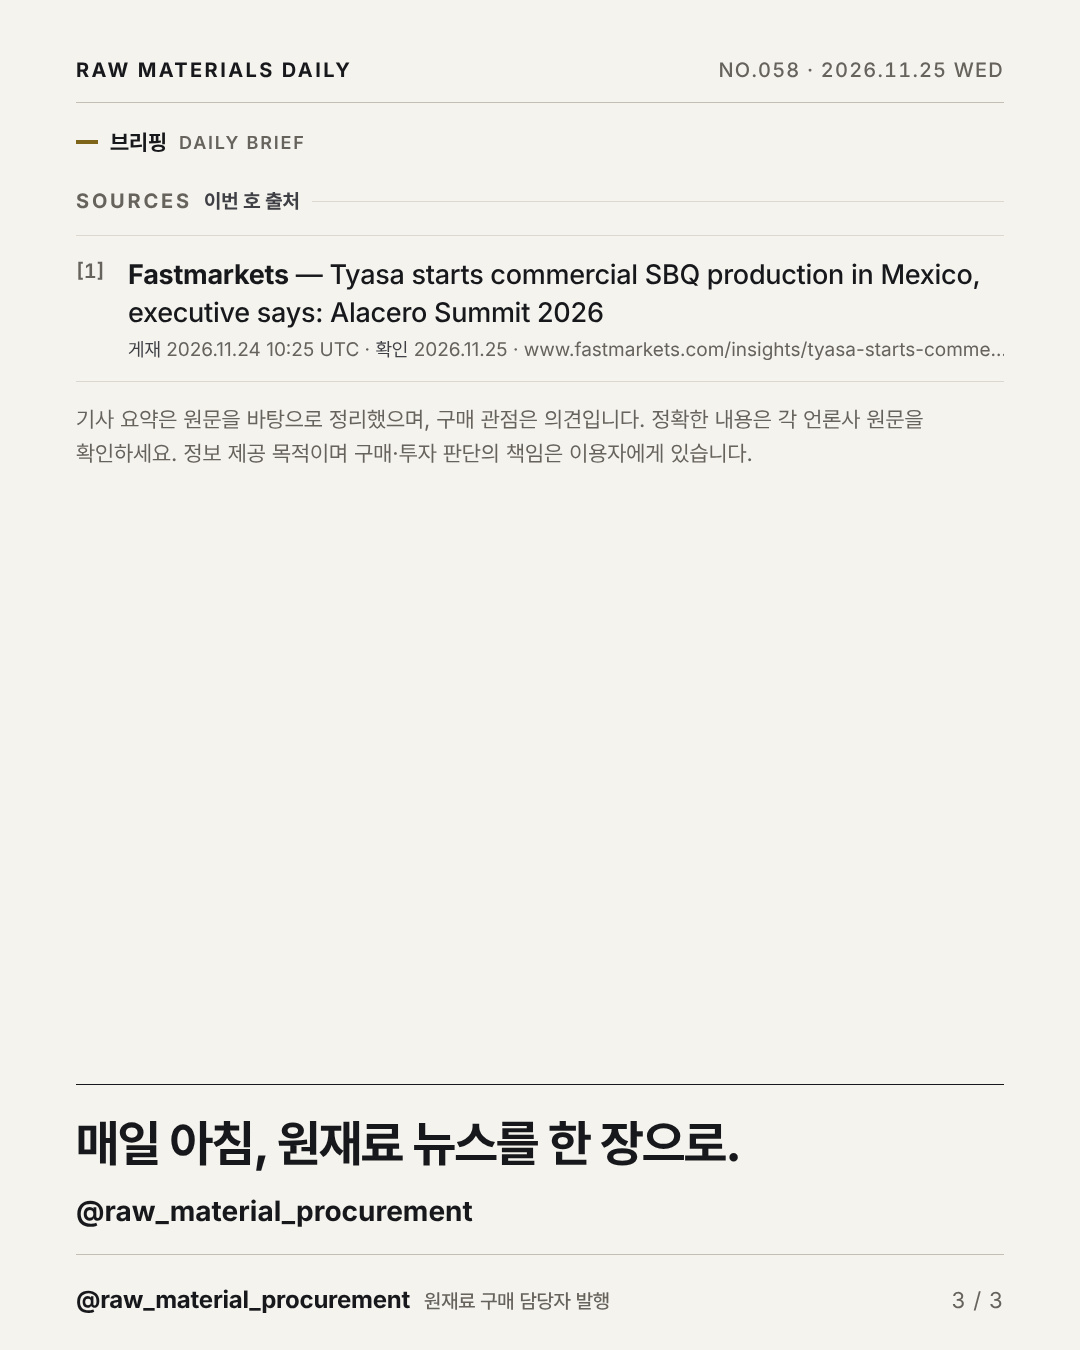 RAW MATERIALS DAILY
NO.058 · 2026.11.25 WED
브리핑 DAILY BRIEF
SOURCES 이번 호 출처
[1] Fastmarkets — Tyasa starts commercial SBQ production in Mexico,
executive says: Alacero Summit 2026
게재 2026.11.24 10:25 UTC · 확인 2026.11.25 · www.fastmarkets.com/insights/tyasa-starts-comme...
기사 요약은 원문을 바탕으로 정리했으며, 구매 관점은 의견입니다. 정확한 내용은 각 언론사 원문을
확인하세요. 정보 제공 목적이며 구매·투자 판단의 책임은 이용자에게 있습니다.
매일 아침, 원재료 뉴스를 한 장으로.
@raw_material_procurement
@raw_material_procurement 원재료 구매 담당자 발행
3 / 3